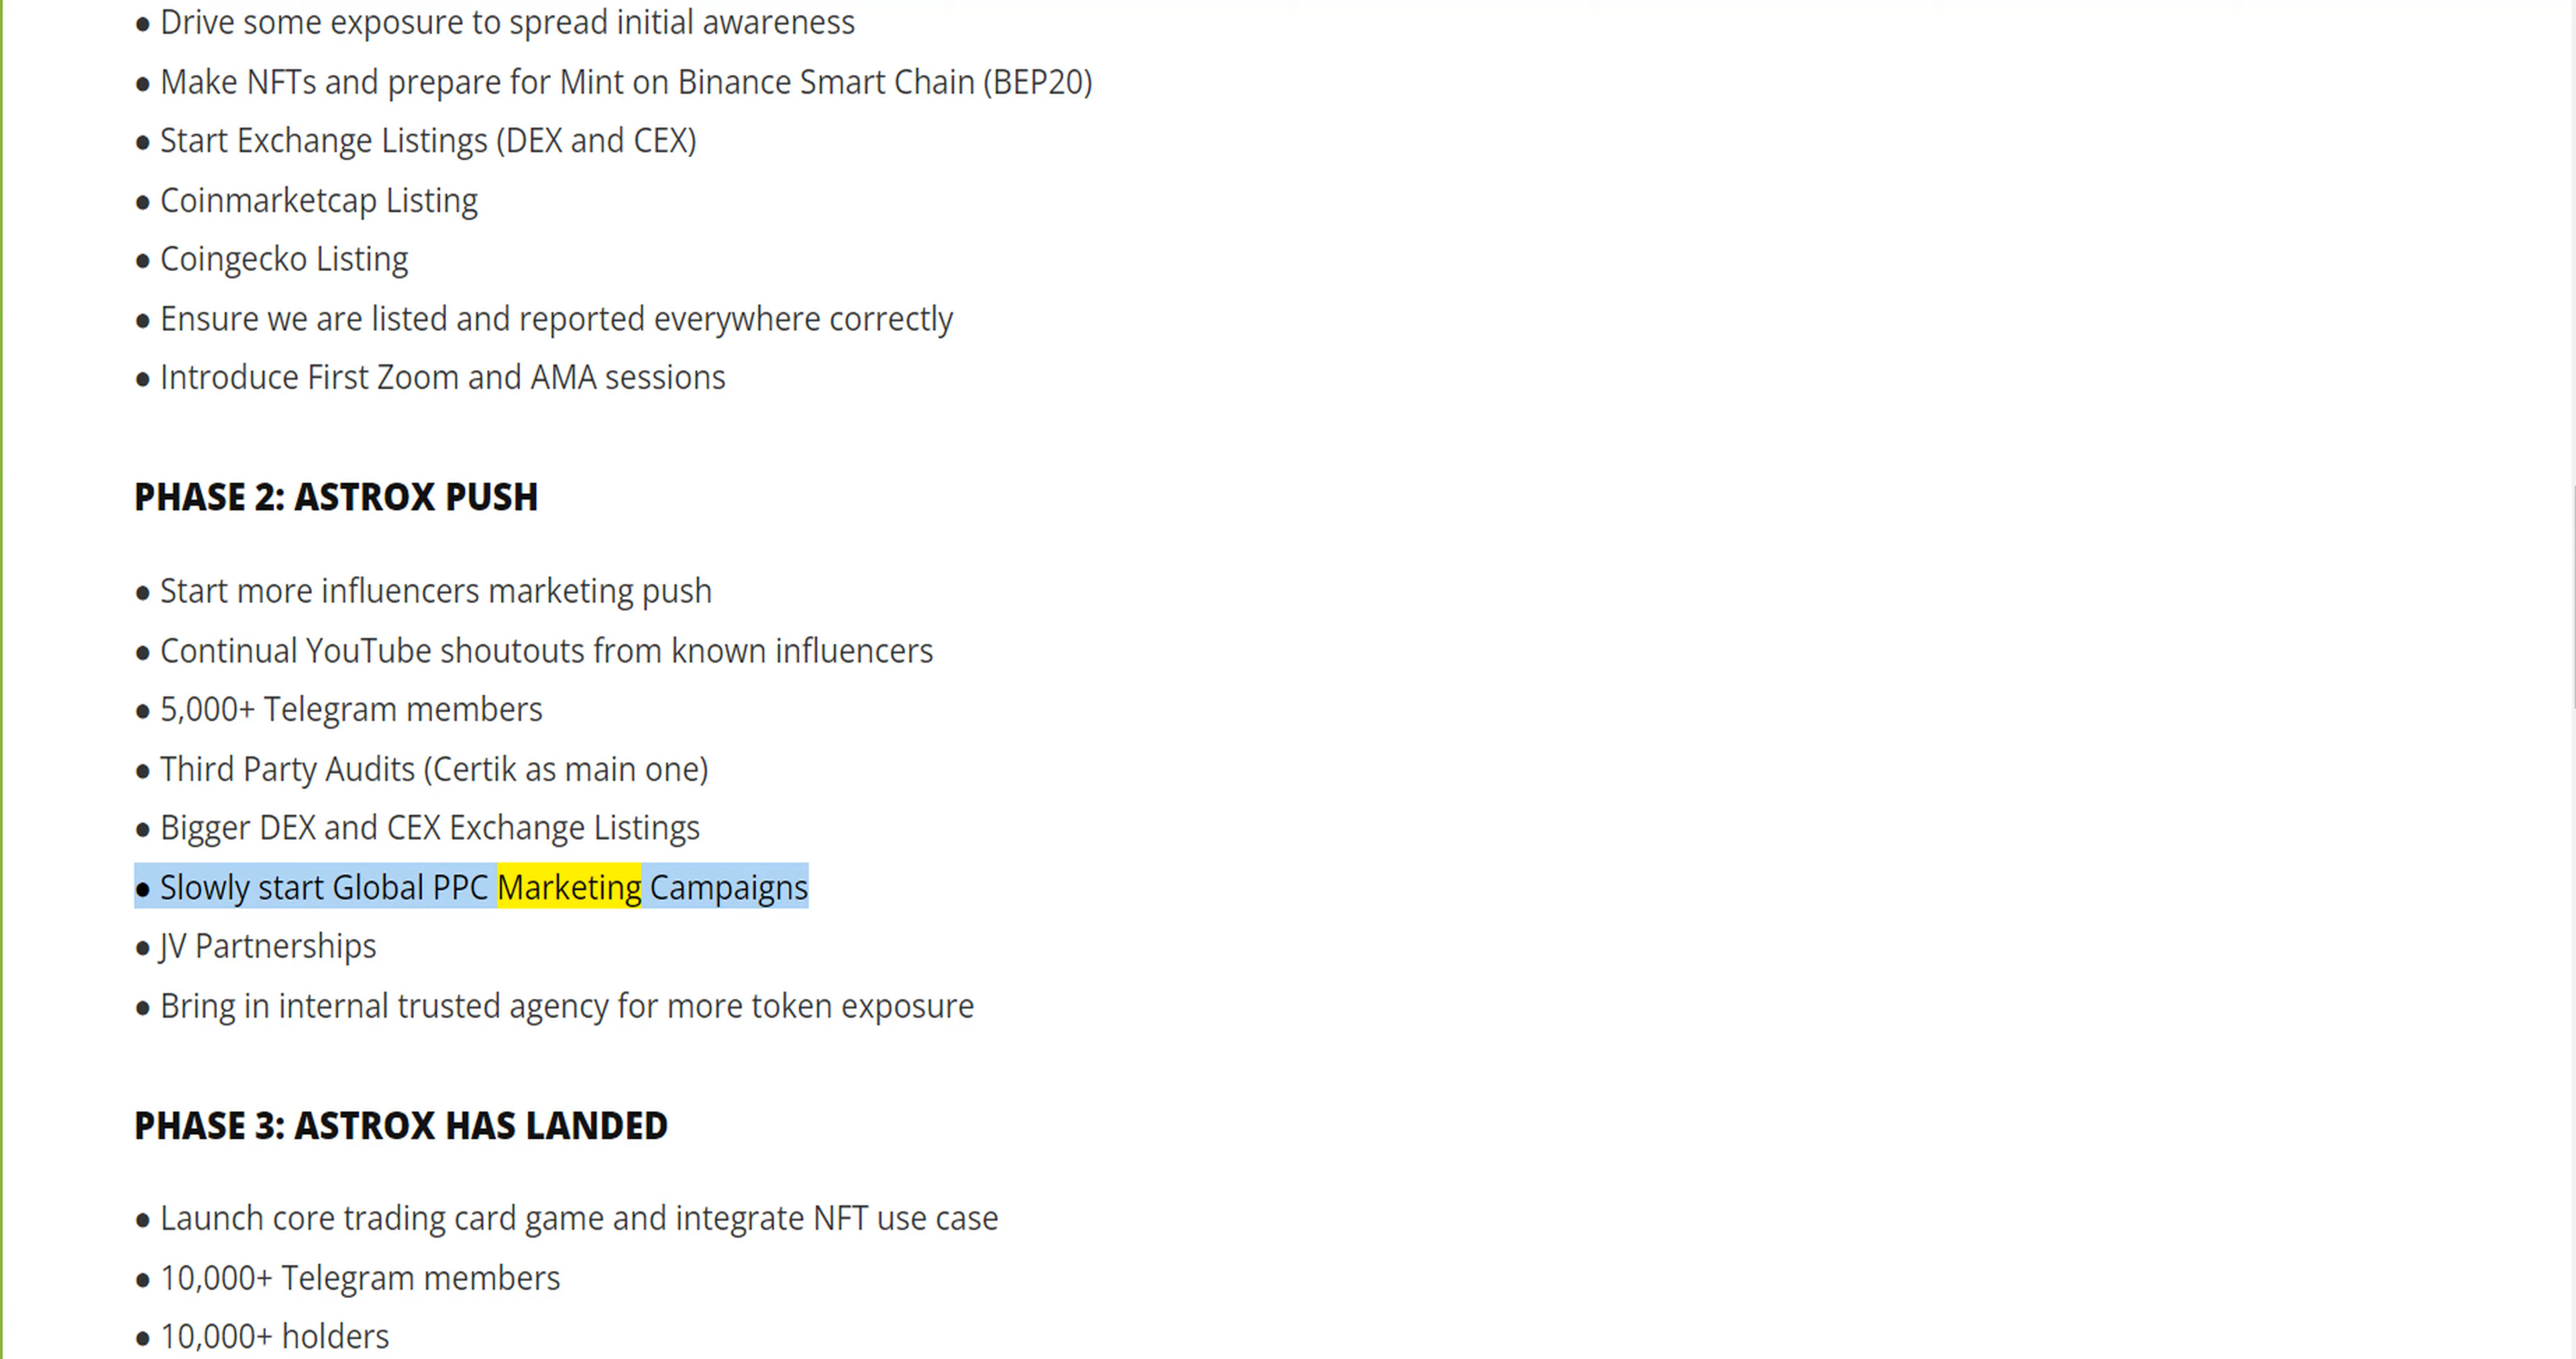 ● Drive some exposure to spread initial awareness
● Make NFTs and prepare for Mint on Binance Smart Chain (BEP20)
● Start Exchange Listings (DEX and CEX)
● Coinmarketcap Listing
● Coingecko Listing
● Ensure we are listed and reported everywhere correctly
● Introduce First Zoom and AMA sessions
PHASE 2: ASTROX PUSH
● Start more influencers marketing push
● Continual YouTube shoutouts from known influencers
● 5,000+ Telegram members
● Third Party Audits (Certik as main one)
● Bigger DEX and CEX Exchange Listings
● Slowly start Global PPC Marketing Campaigns
● JV Partnerships
● Bring in internal trusted agency for more token exposure
PHASE 3: ASTROX HAS LANDED
● Launch core trading card game and integrate NFT use case
● 10,000+ Telegram members
● 10,000+ holders